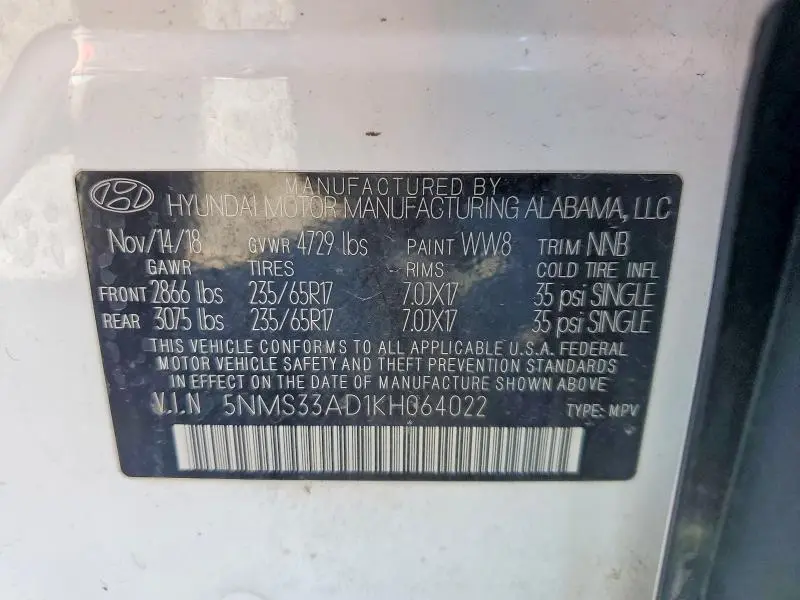 MANUFACTURED BY
HYUNDAI MOTOR MANUFACTURING ALABAMA, LLC
Nov/14/18 GVWR 4729 lbs PAINT WW8 TRIM NNB
GAWR TIRES RIMS COLD TIRE INFL
FRONT 2866 lbs 235/65R17 7.0JX17 35 psi SINGLE
REAR 3075 lbs 235/65R17 7.0JX17 35 psi SINGLE
THIS VEHICLE CONFORMS TO ALL APPLICABLE U.S.A. FEDERAL
MOTOR VEHICLE SAFETY AND THEFT PREVENTION STANDARDS
IN EFFECT ON THE DATE OF MANUFACTURE SHOWN ABOVE.
V.I.N 5NMS33AD1KH064022 TYPE: MPV